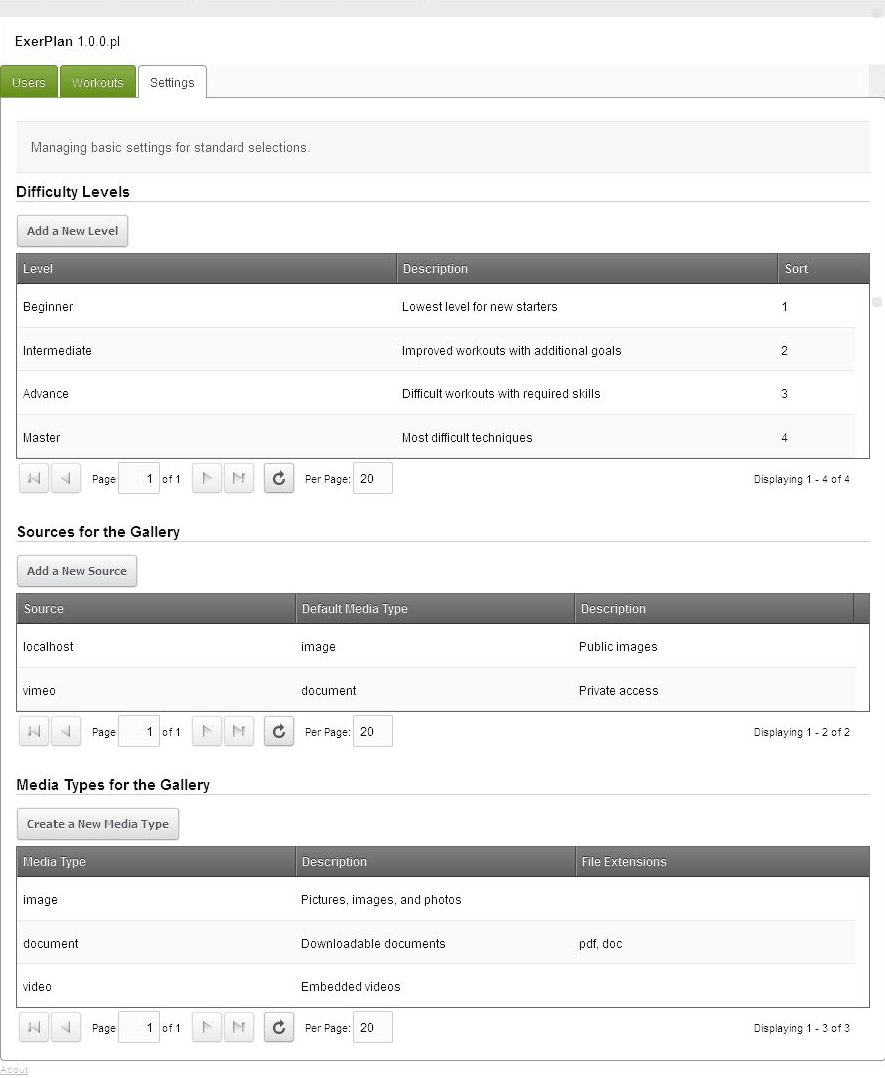 ExerPlan 1.0.0.pl
Users Workouts Settings
Managing basic settings for standard selections.
Difficulty Levels
Add a New Level
Level Description Sort
Beginner Lowest level for new starters 1
Intermediate Improved workouts with additional goals 2
Advance Difficult workouts with required skills 3
Master Most difficult techniques 4
Page 1 of 1 Per Page: 20 Displaying 1 - 4 of 4
Sources for the Gallery
Add a New Source
Source Default Media Type Description
localhost image Public images
vimeo document Private access
Page 1 of 1 Per Page: 20 Displaying 1 - 2 of 2
Media Types for the Gallery
Create a New Media Type
Media Type Description File Extensions
image Pictures, images, and photos
document Downloadable documents pdf, doc
video Embedded videos
Page 1 of 1 Per Page: 20 Displaying 1 - 3 of 3
About